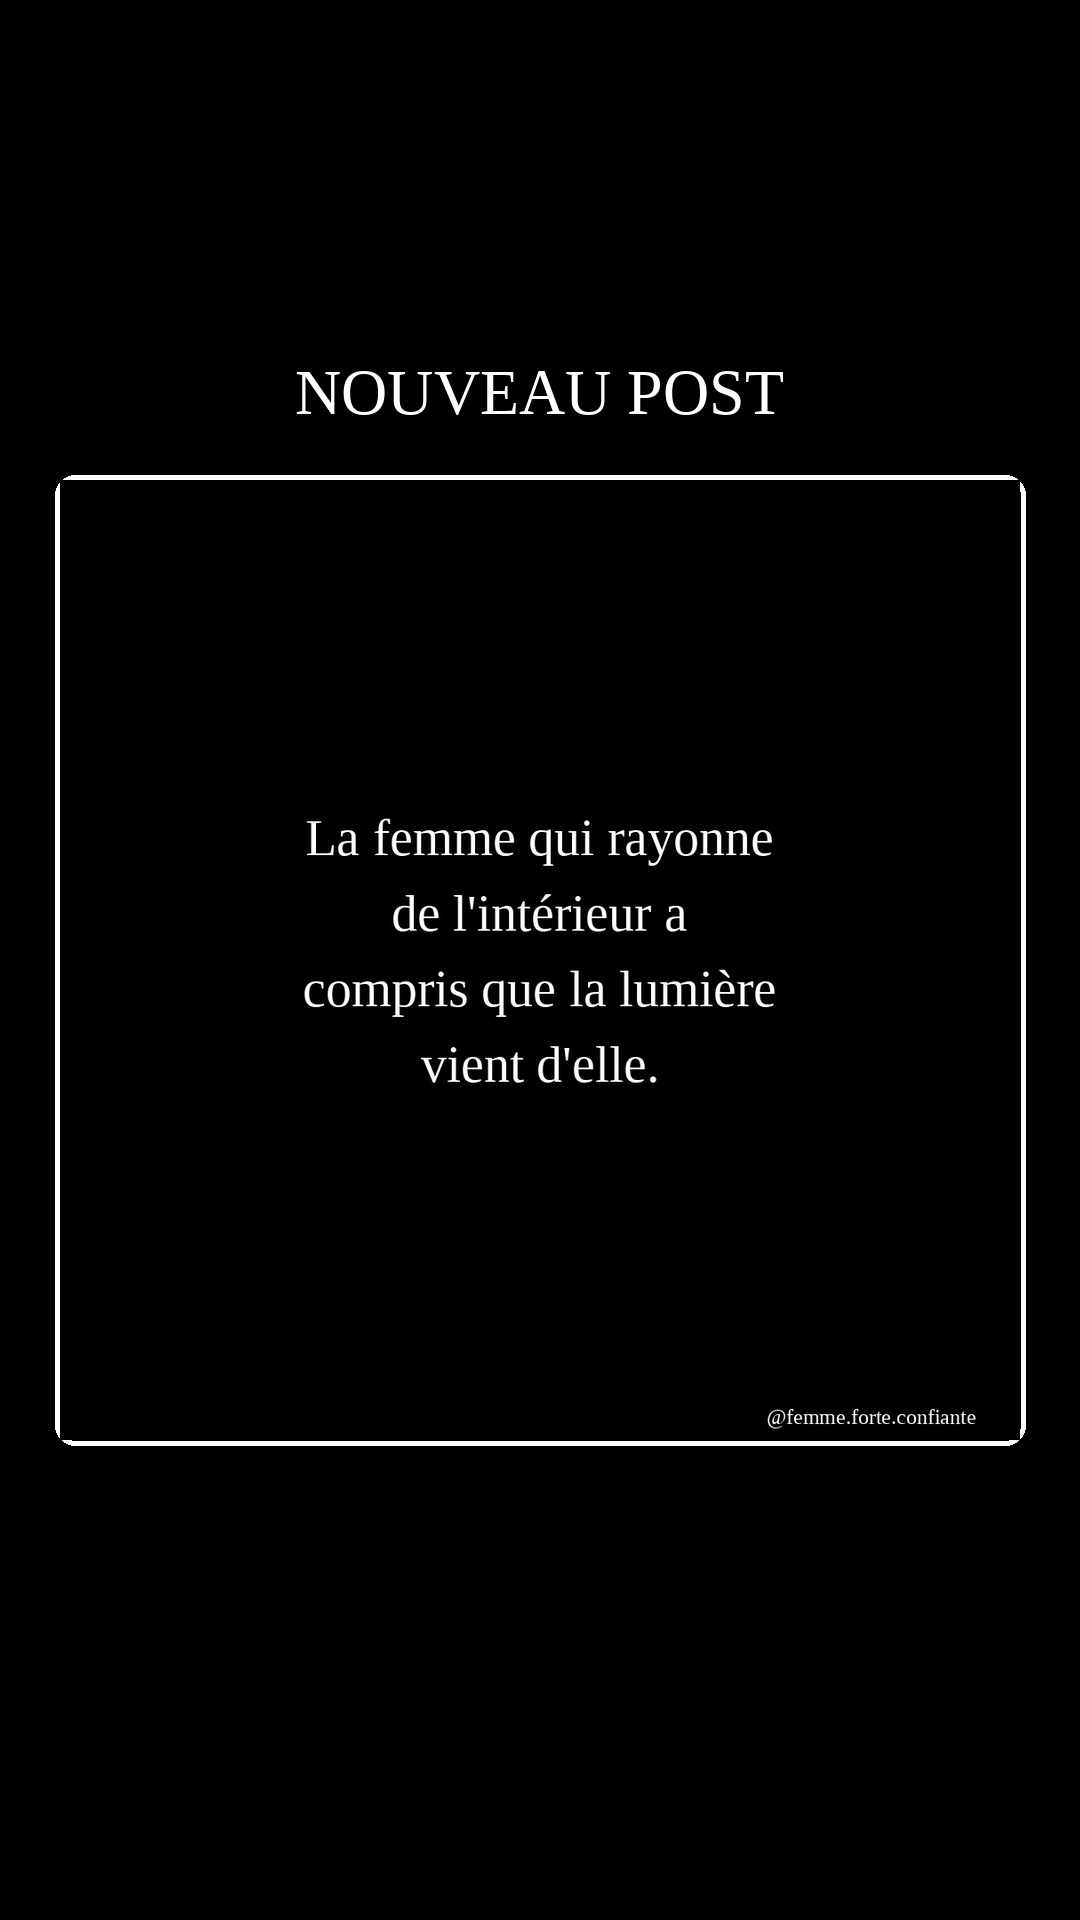 NOUVEAU POST
La femme qui rayonne
de l'intérieur a
compris que la lumière
vient d'elle.
@femme.forte.confiante